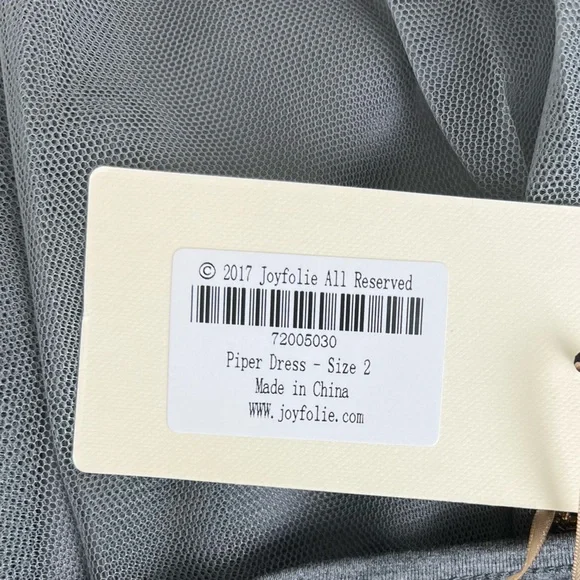 © 2017 Joyfolie All Reserved
72005030
Piper Dress - Size 2
Made in China
WWW.joyfolie.com